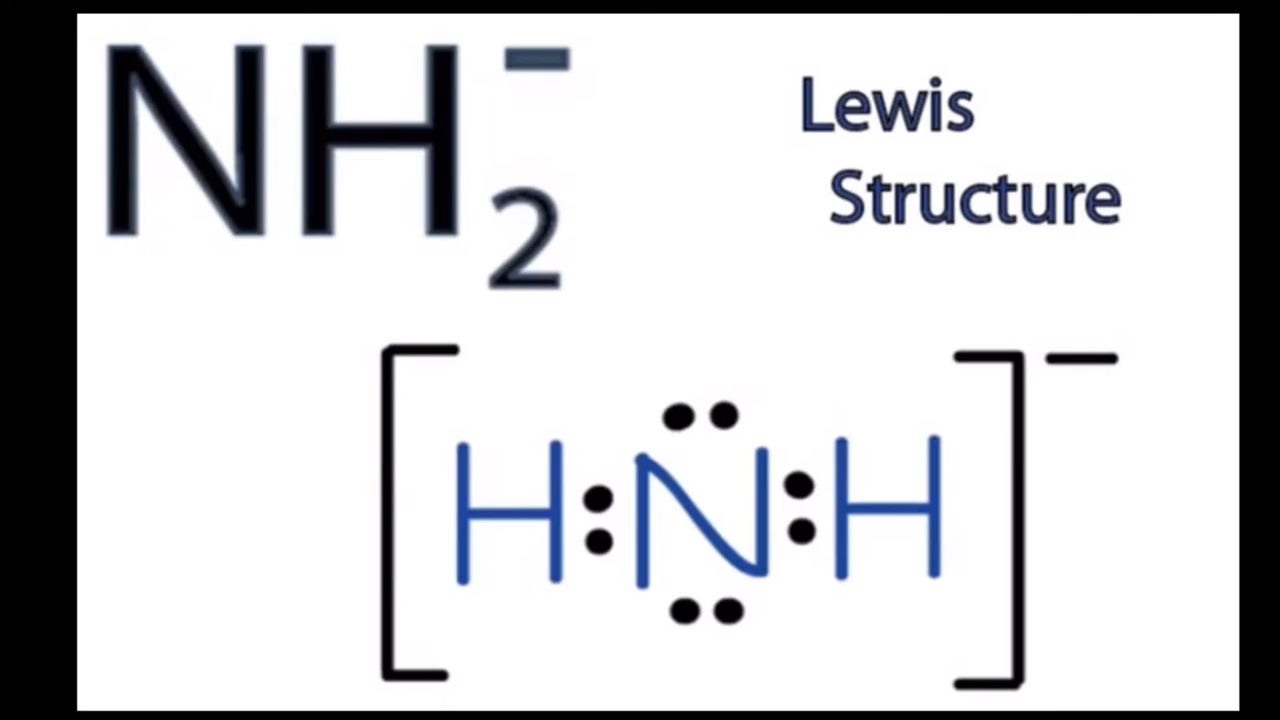 NH₂⁻
Lewis
Structure
[H:N̤̈:H]⁻